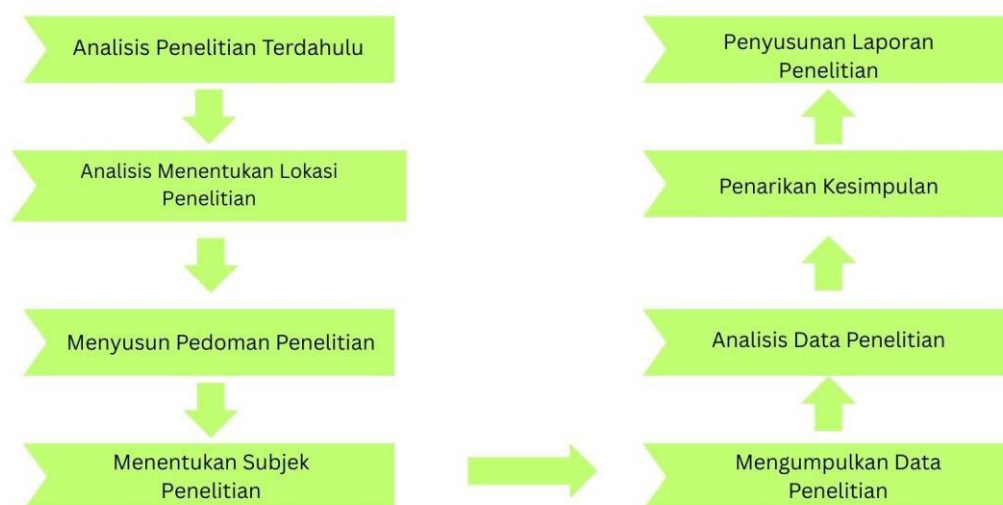 Analisis Penelitian Terdahulu
Analisis Menentukan Lokasi
Penelitian
Menyusun Pedoman Penelitian
Menentukan Subjek
Penelitian
Mengumpulkan Data
Penelitian
Analisis Data Penelitian
Penarikan Kesimpulan
Penyusunan Laporan
Penelitian